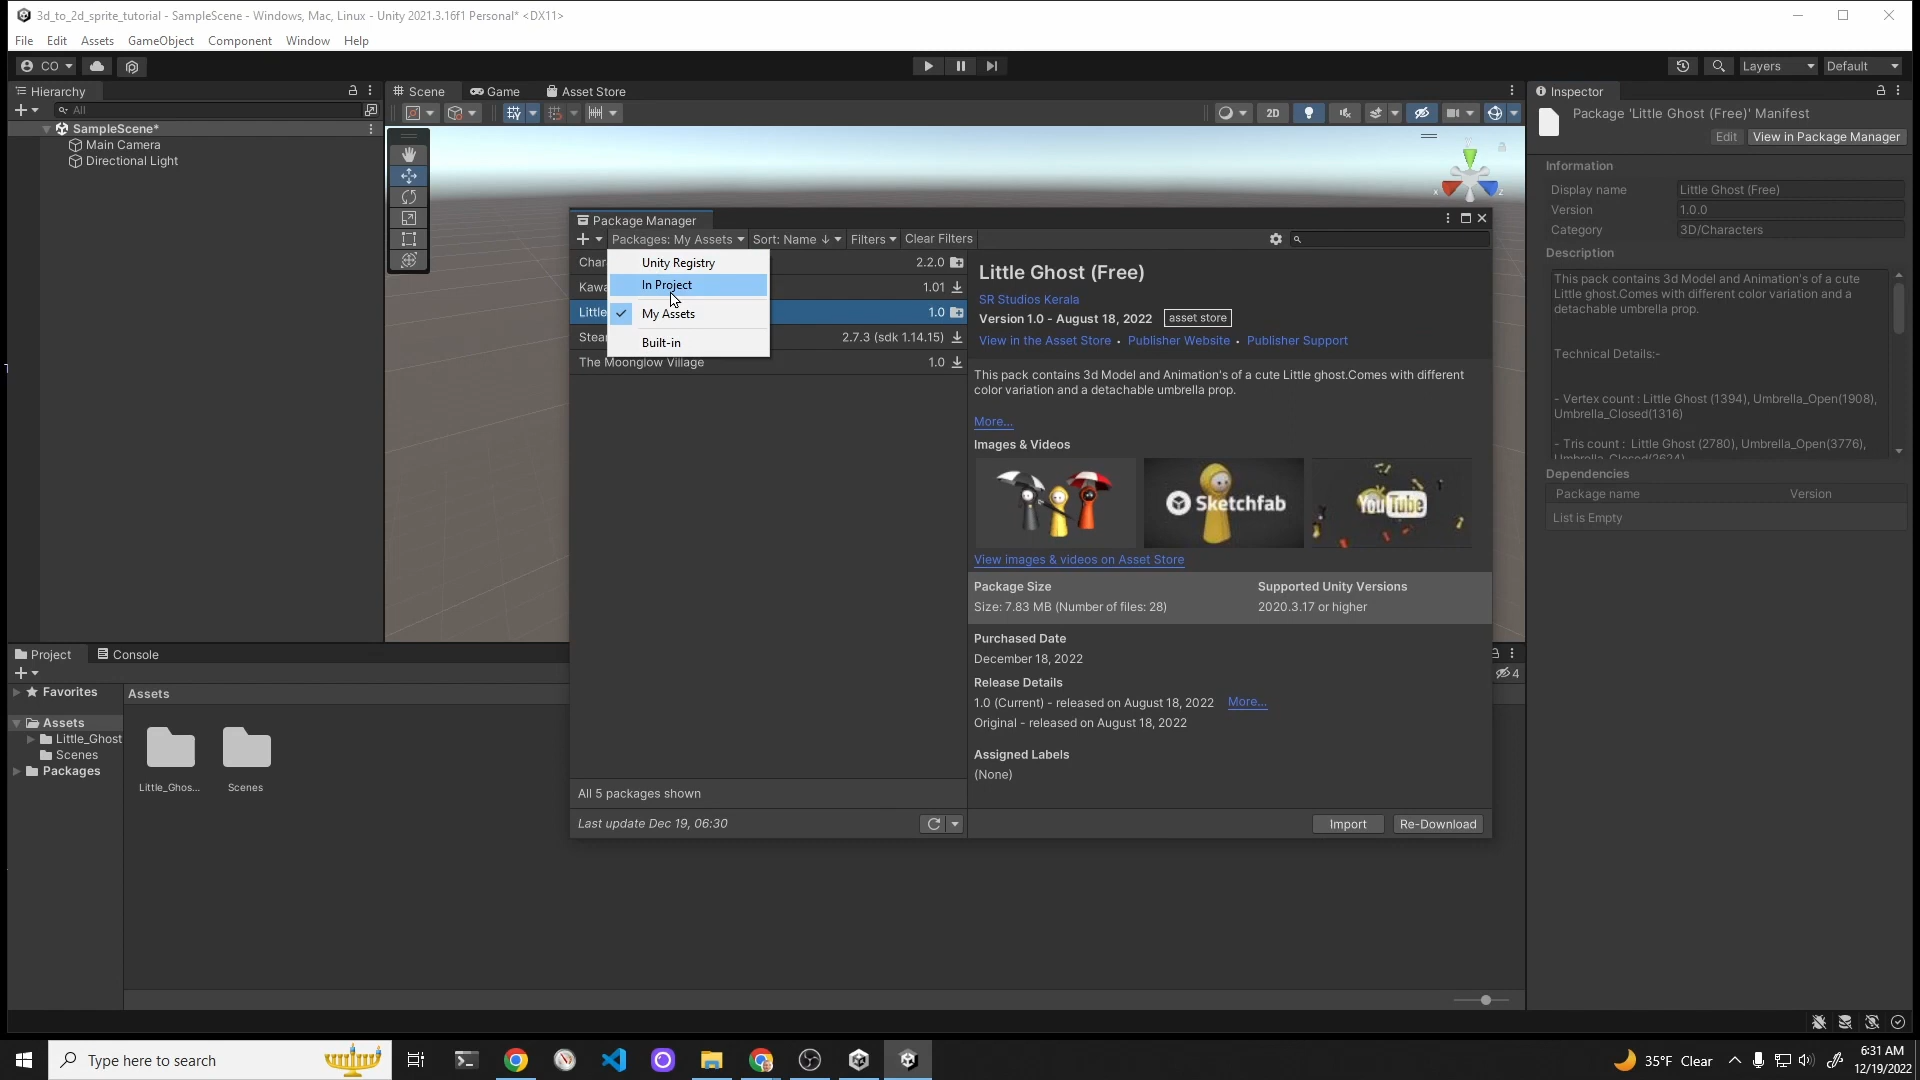 3d_to_2d_sprite_tutorial - SampleScene - Windows, Mac, Linux - Unity 2021.3.16f1 Personal* <DX11>
File Edit Assets GameObject Component Window Help
CO
Layers
Default
Hierarchy
All
SampleScene*
Main Camera
Directional Light
Scene
Game
Asset Store
2D
Inspector
Package 'Little Ghost (Free)' Manifest
Edit
View in Package Manager
Information
Display name Little Ghost (Free)
Version 1.0.0
Category 3D/Characters
Description
This pack contains 3d Model and Animation's of a cute
Little ghost.Comes with different color variation and a
detachable umbrella prop.
Technical Details:-
- Vertex count : Little Ghost (1394), Umbrella_Open(1908),
Umbrella_Closed(1316)
- Tris count : Little Ghost (2780), Umbrella_Open(3776),
Umbrella_Closed(2624)
Dependencies
Package name Version
List is Empty
Package Manager
Packages: My Assets
Sort: Name ↓
Filters
Clear Filters
Unity Registry
In Project
My Assets
Built-in
Char 2.2.0
Kawa 1.01
Little 1.0
Stea 2.7.3 (sdk 1.14.15)
The Moonglow Village 1.0
All 5 packages shown
Last update Dec 19, 06:30
Little Ghost (Free)
SR Studios Kerala
Version 1.0 - August 18, 2022 asset store
View in the Asset Store • Publisher Website • Publisher Support
This pack contains 3d Model and Animation's of a cute Little ghost.Comes with different
color variation and a detachable umbrella prop.
More...
Images & Videos
Sketchfab
YouTube
View images & videos on Asset Store
Package Size
Supported Unity Versions
Size: 7.83 MB (Number of files: 28)
2020.3.17 or higher
Purchased Date
December 18, 2022
Release Details
1.0 (Current) - released on August 18, 2022 More...
Original - released on August 18, 2022
Assigned Labels
(None)
Import
Re-Download
Project
Console
4
Favorites
Assets
Little_Ghost
Scenes
Packages
Assets
Little_Ghos...
Scenes
Type here to search
35°F Clear
6:31 AM
12/19/2022